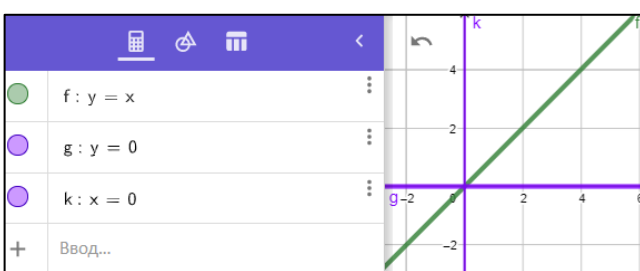 f : y = x
g : y = 0
k : x = 0
+ Ввод...
k
f
4
2
g -2 0 2 4 6
-2